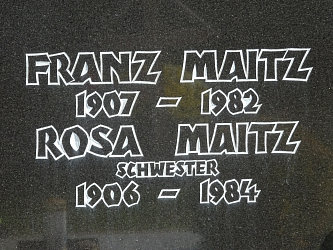 FRANZ MAITZ
1907 – 1982
ROSA MAITZ
SCHWESTER
1906 – 1984